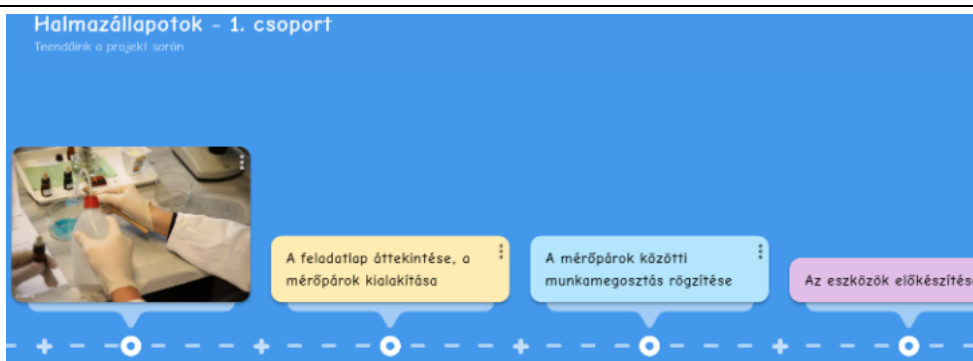 Halmazállapotok - 1. csoport
Teendőink a projekt során
A feladatlap áttekintése, a
mérőpárok kialakítása
A mérőpárok közötti
munkamegosztás rögzítése
Az eszközök előkészítése